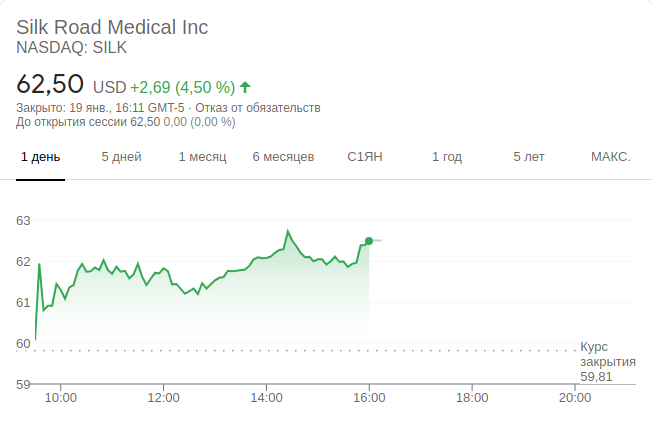 Silk Road Medical Inc
NASDAQ: SILK
62,50 USD +2,69 (4,50 %)
Закрыто: 19 янв., 16:11 GMT-5 · Отказ от обязательств
До открытия сессии 62,50 0,00 (0,00 %)
1 день 5 дней 1 месяц 6 месяцев С1ЯН 1 год 5 лет МАКС.
63
62
61
60
Курс
закрытия
59,81
59
10:00 12:00 14:00 16:00 18:00 20:00